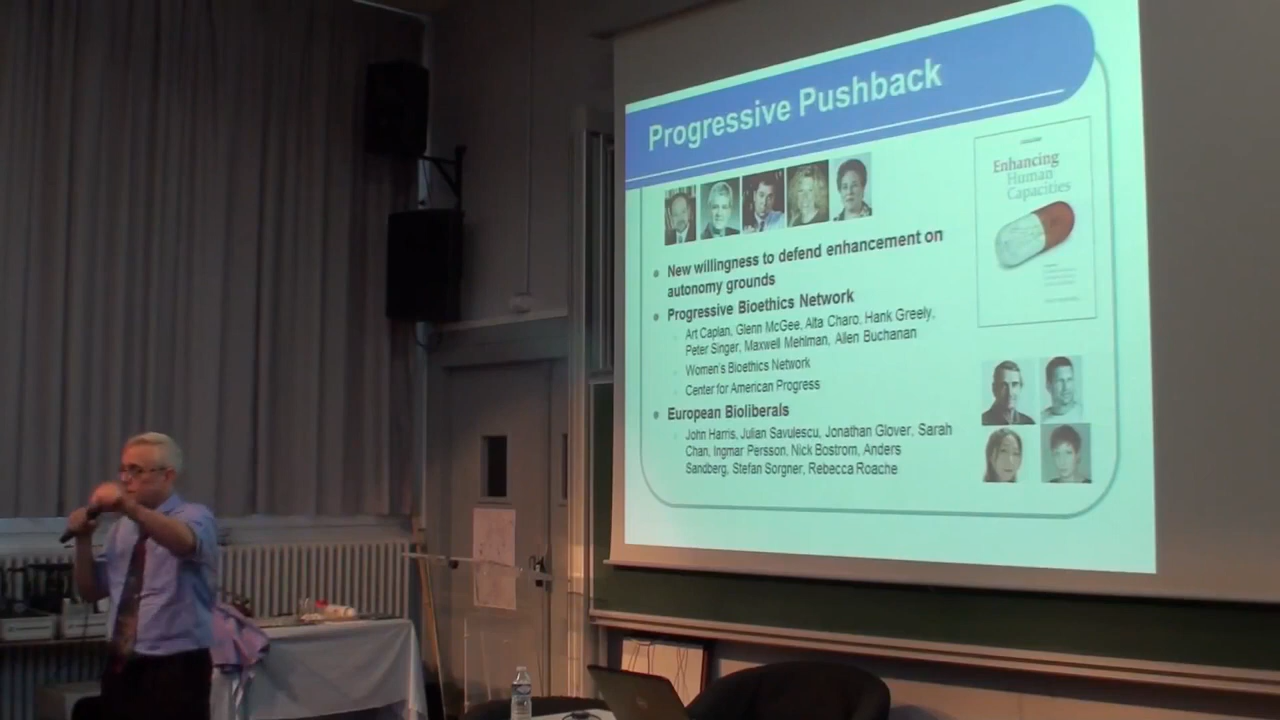 Progressive Pushback
New willingness to defend enhancement on
autonomy grounds
Progressive Bioethics Network
Art Caplan, Glenn McGee, Alta Charo, Hank Greely,
Peter Singer, Maxwell Mehlman, Allen Buchanan
Women's Bioethics Network
Center for American Progress
European Bioliberals
John Harris, Julian Savulescu, Jonathan Glover, Sarah
Chan, Ingmar Persson, Nick Bostrom, Anders
Sandberg, Stefan Sorgner, Rebecca Roache
Enhancing
Human
Capacities